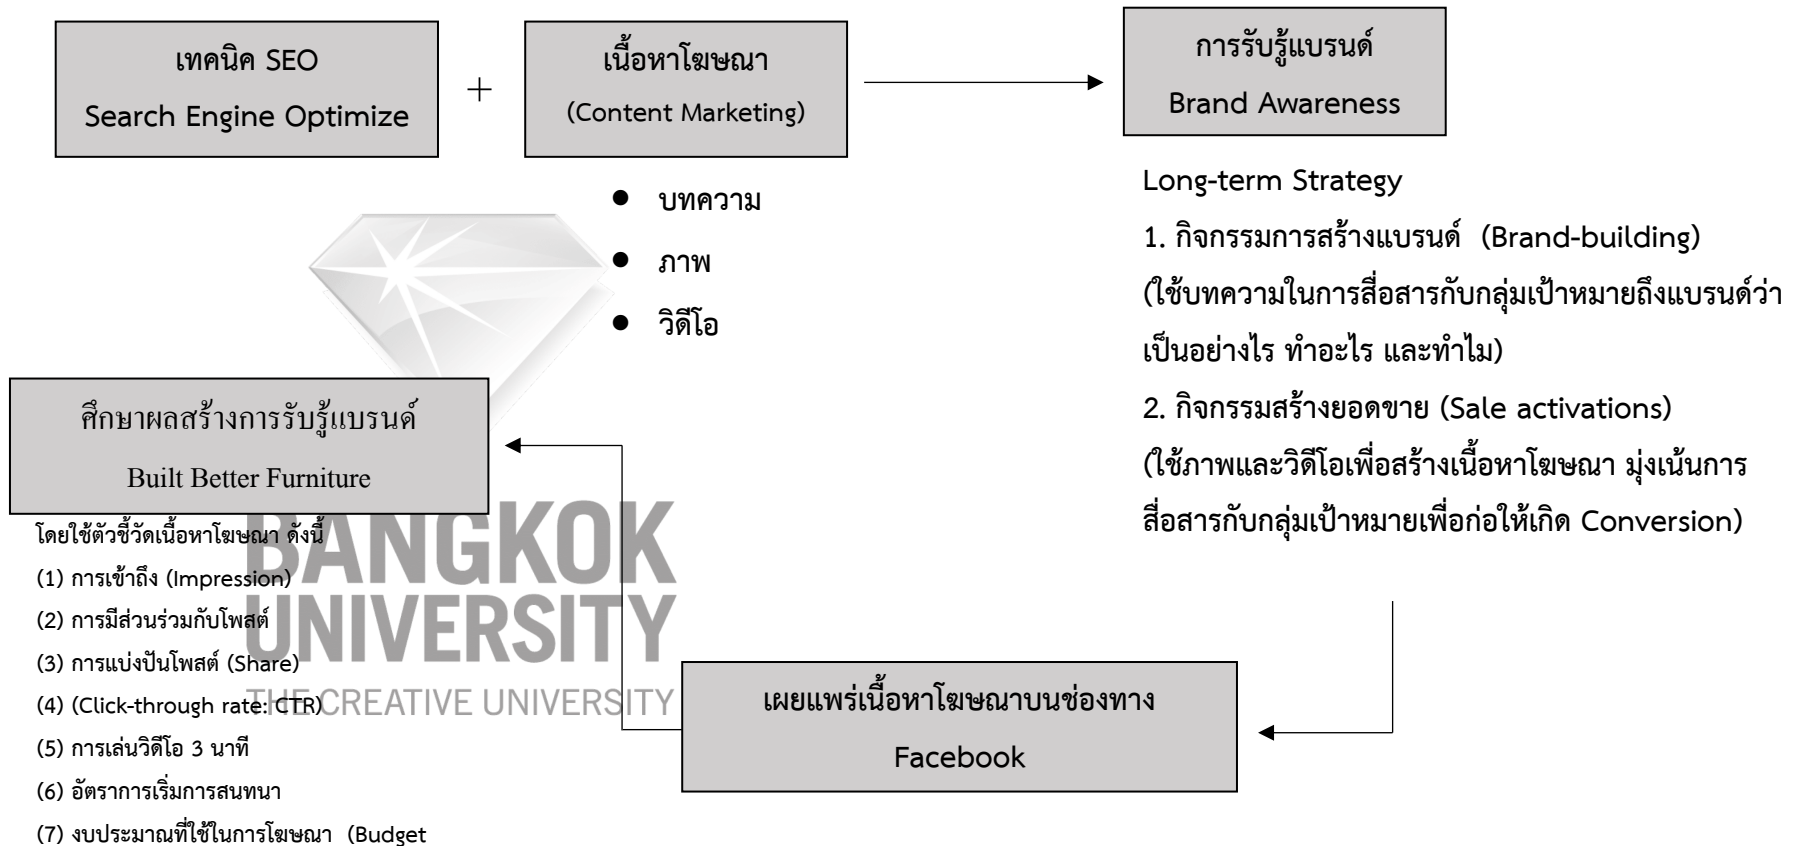 เทคนิค SEO
Search Engine Optimize
+
เนื้อหาโฆษณา
(Content Marketing)
การรับรู้แบรนด์
Brand Awareness
● บทความ
● ภาพ
● วิดีโอ
Long-term Strategy
1. กิจกรรมการสร้างแบรนด์ (Brand-building)
(ใช้บทความในการสื่อสารกับกลุ่มเป้าหมายถึงแบรนด์ว่า
เป็นอย่างไร ทำอะไร และทำไม)
2. กิจกรรมสร้างยอดขาย (Sale activations)
(ใช้ภาพและวิดีโอเพื่อสร้างเนื้อหาโฆษณา มุ่งเน้นการ
สื่อสารกับกลุ่มเป้าหมายเพื่อก่อให้เกิด Conversion)
เผยแพร่เนื้อหาโฆษณาบนช่องทาง
Facebook
ศึกษาผลสร้างการรับรู้แบรนด์
Built Better Furniture
โดยใช้ตัวชี้วัดเนื้อหาโฆษณา ดังนี้
(1) การเข้าถึง (Impression)
(2) การมีส่วนร่วมกับโพสต์
(3) การแบ่งปันโพสต์ (Share)
(4) (Click-through rate: CTR)
(5) การเล่นวิดีโอ 3 นาที
(6) อัตราการเริ่มการสนทนา
(7) งบประมาณที่ใช้ในการโฆษณา (Budget
BANGKOK
UNIVERSITY
THE CREATIVE UNIVERSITY